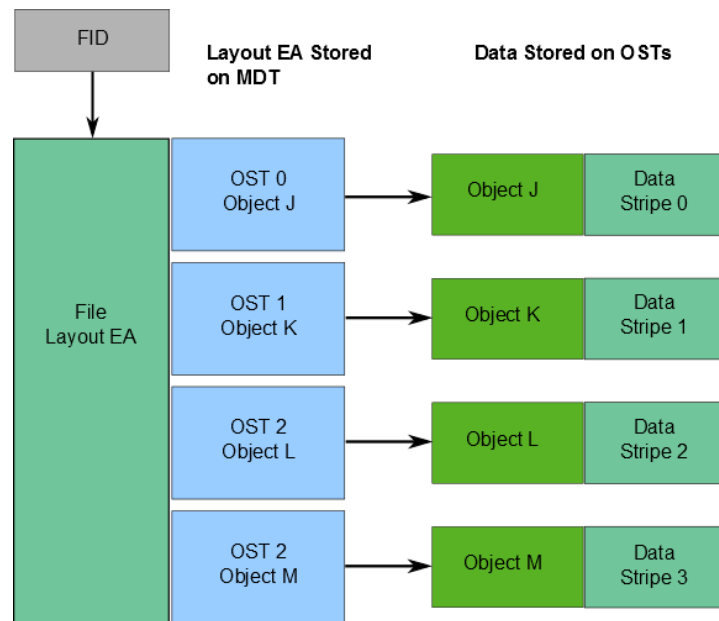 FID
Layout EA Stored
on MDT
Data Stored on OSTs
File
Layout EA
OST 0
Object J
Object J
Data
Stripe 0
OST 1
Object K
Object K
Data
Stripe 1
OST 2
Object L
Object L
Data
Stripe 2
OST 2
Object M
Object M
Data
Stripe 3